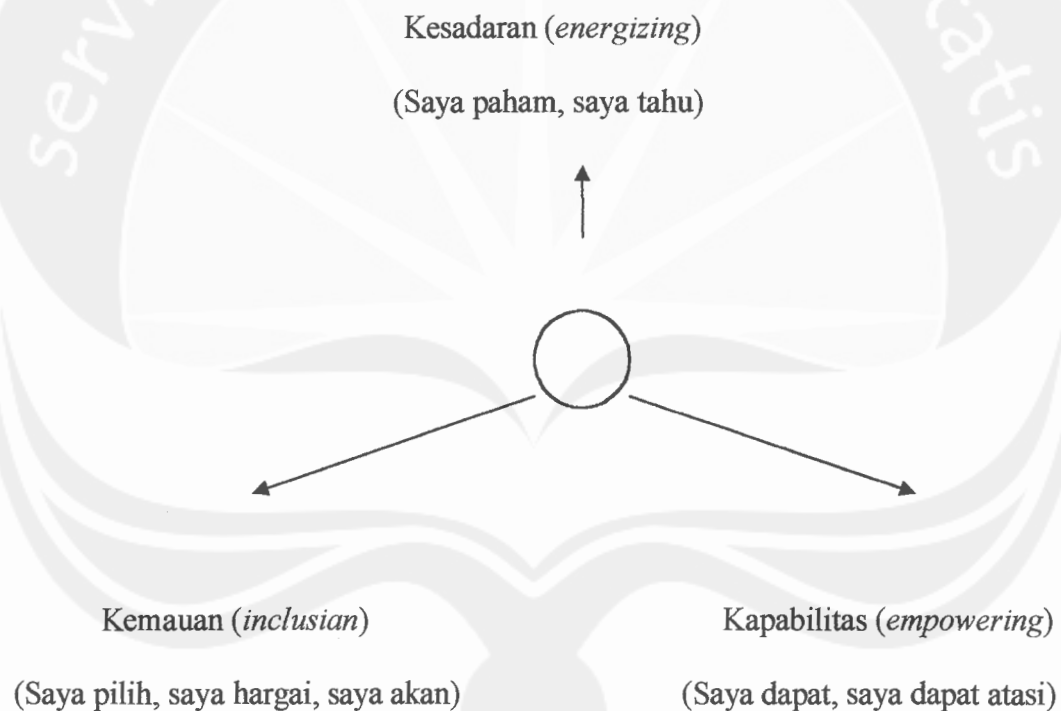 Kesadaran (energizing)
(Saya paham, saya tahu)
Kemauan (inclusian)
(Saya pilih, saya hargai, saya akan)
Kapabilitas (empowering)
(Saya dapat, saya dapat atasi)